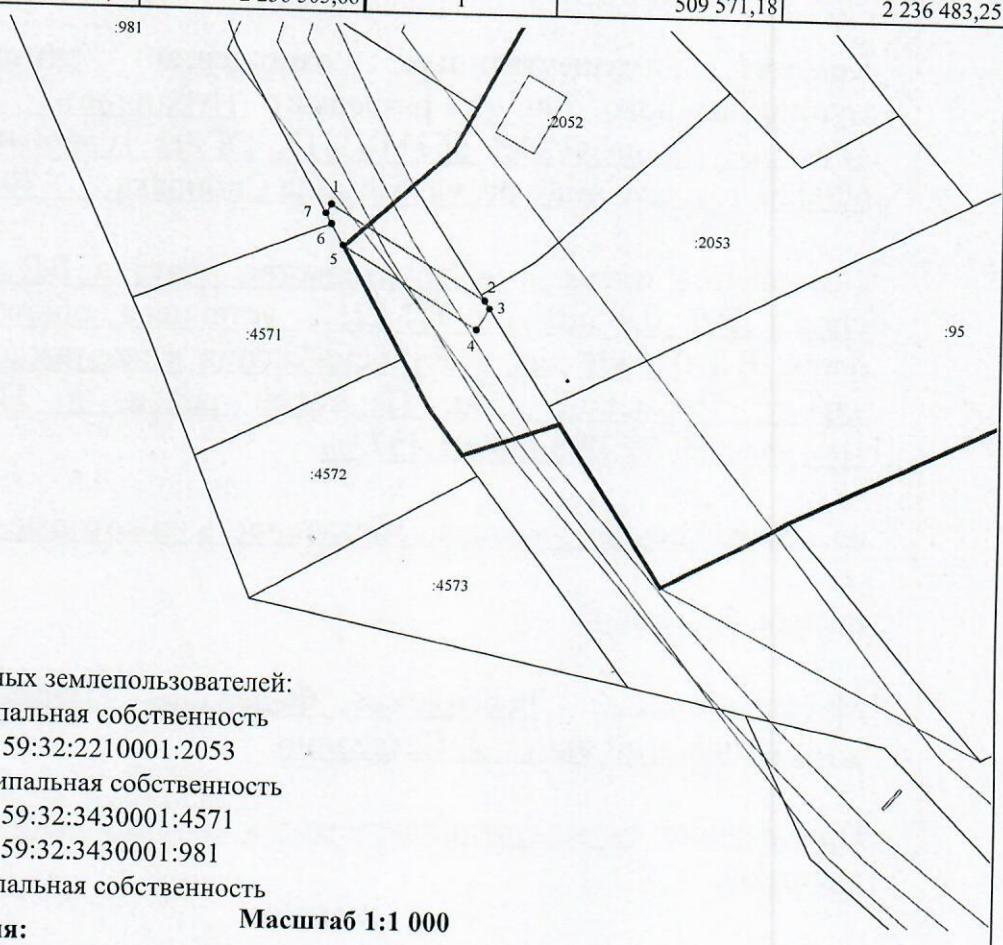 1 509 571,18 2 236 483,25
:981
:2052
1
7
:2053
6
5
2
3
:4571
4
:95
:4572
:4573
ных землепользователей:
пальная собственность
59:32:2210001:2053
ипальная собственность
59:32:3430001:4571
59:32:3430001:981
пальная собственность
Масштаб 1:1 000
ия: